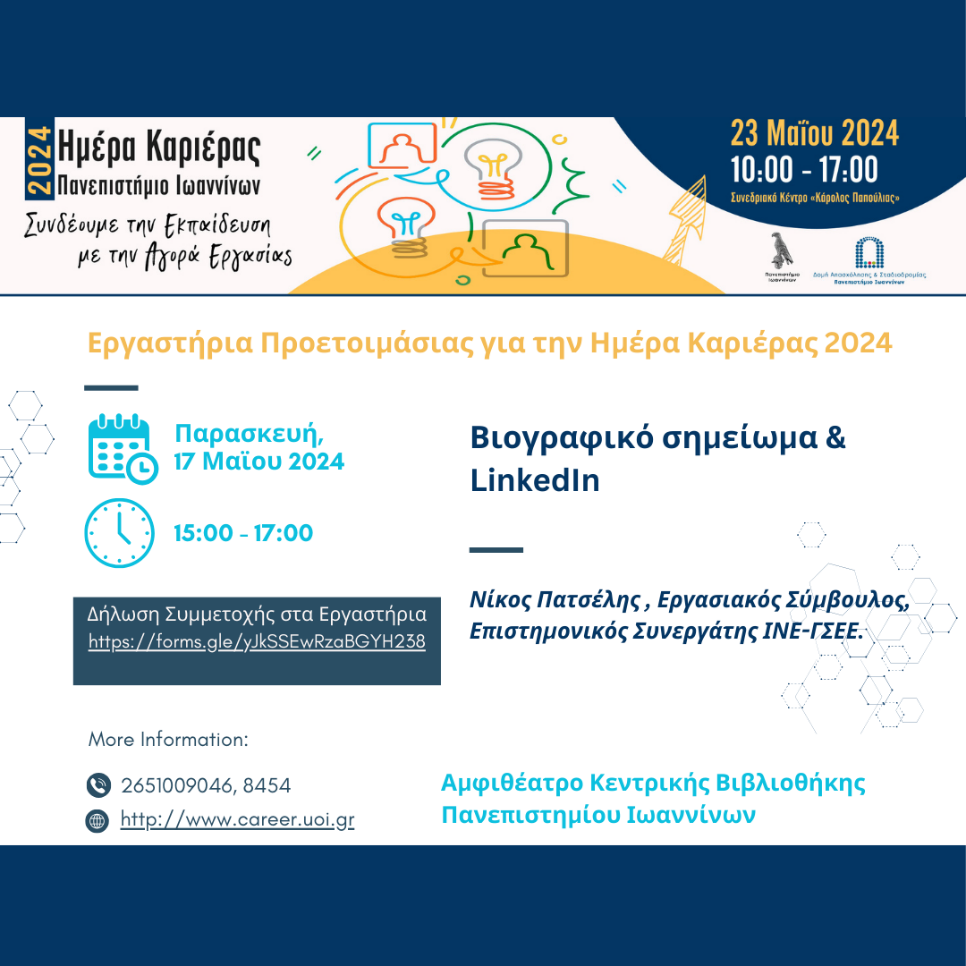 2024
Ημέρα Καριέρας
Πανεπιστήμιο Ιωαννίνων
Συνδέουμε την Εκπαίδευση
με την Αγορά Εργασίας
23 Μαΐου 2024
10:00 - 17:00
Συνεδριακό Κέντρο «Κάρολος Παπούλιας»
Πανεπιστήμιο
Ιωαννίνων
Δομή Απασχόλησης & Σταδιοδρομίας
Πανεπιστήμιο Ιωαννίνων
Εργαστήρια Προετοιμάσιας για την Ημέρα Καριέρας 2024
Παρασκευή,
17 Μαΐου 2024
15:00 - 17:00
Βιογραφικό σημείωμα &
LinkedIn
Δήλωση Συμμετοχής στα Εργαστήρια
https://forms.gle/yJkSSEwRzaBGYH238
Νίκος Πατσέλης , Εργασιακός Σύμβουλος,
Επιστημονικός Συνεργάτης ΙΝΕ-ΓΣΕΕ.
More Information:
2651009046, 8454
http://www.career.uoi.gr
Αμφιθέατρο Κεντρικής Βιβλιοθήκης
Πανεπιστημίου Ιωαννίνων